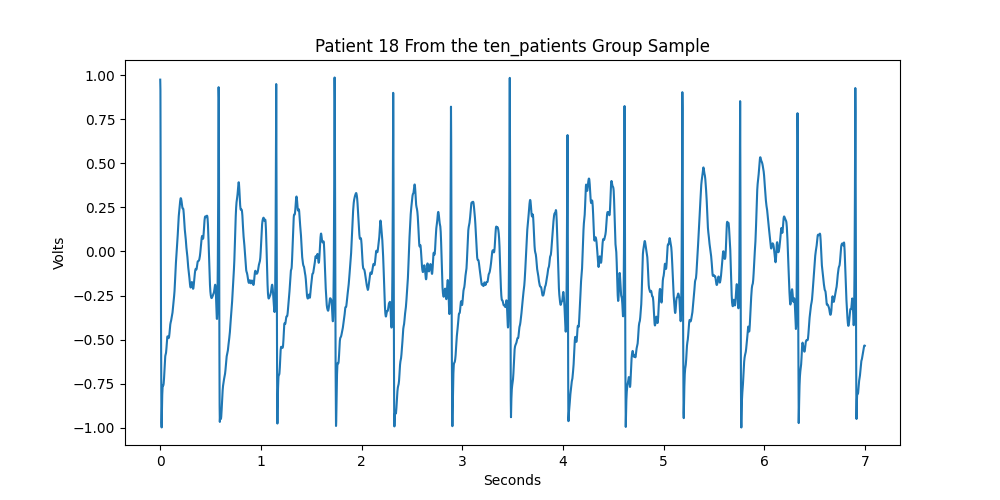 Patient 18 From the ten_patients Group Sample
1.00
0.75
0.50
0.25
0.00
−0.25
−0.50
−0.75
−1.00
Volts
0 1 2 3 4 5 6 7
Seconds